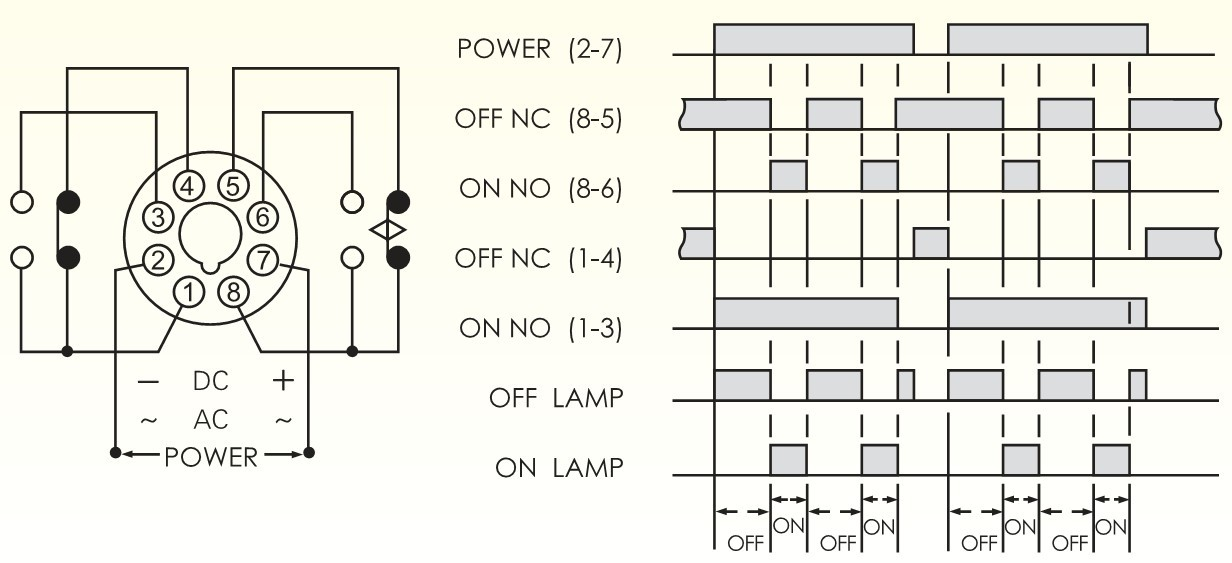 4 5
3 6
2 7
1 8
− DC +
~ AC ~
POWER
POWER (2-7)
OFF NC (8-5)
ON NO (8-6)
OFF NC (1-4)
ON NO (1-3)
OFF LAMP
ON LAMP
OFF ON OFF ON OFF ON OFF ON